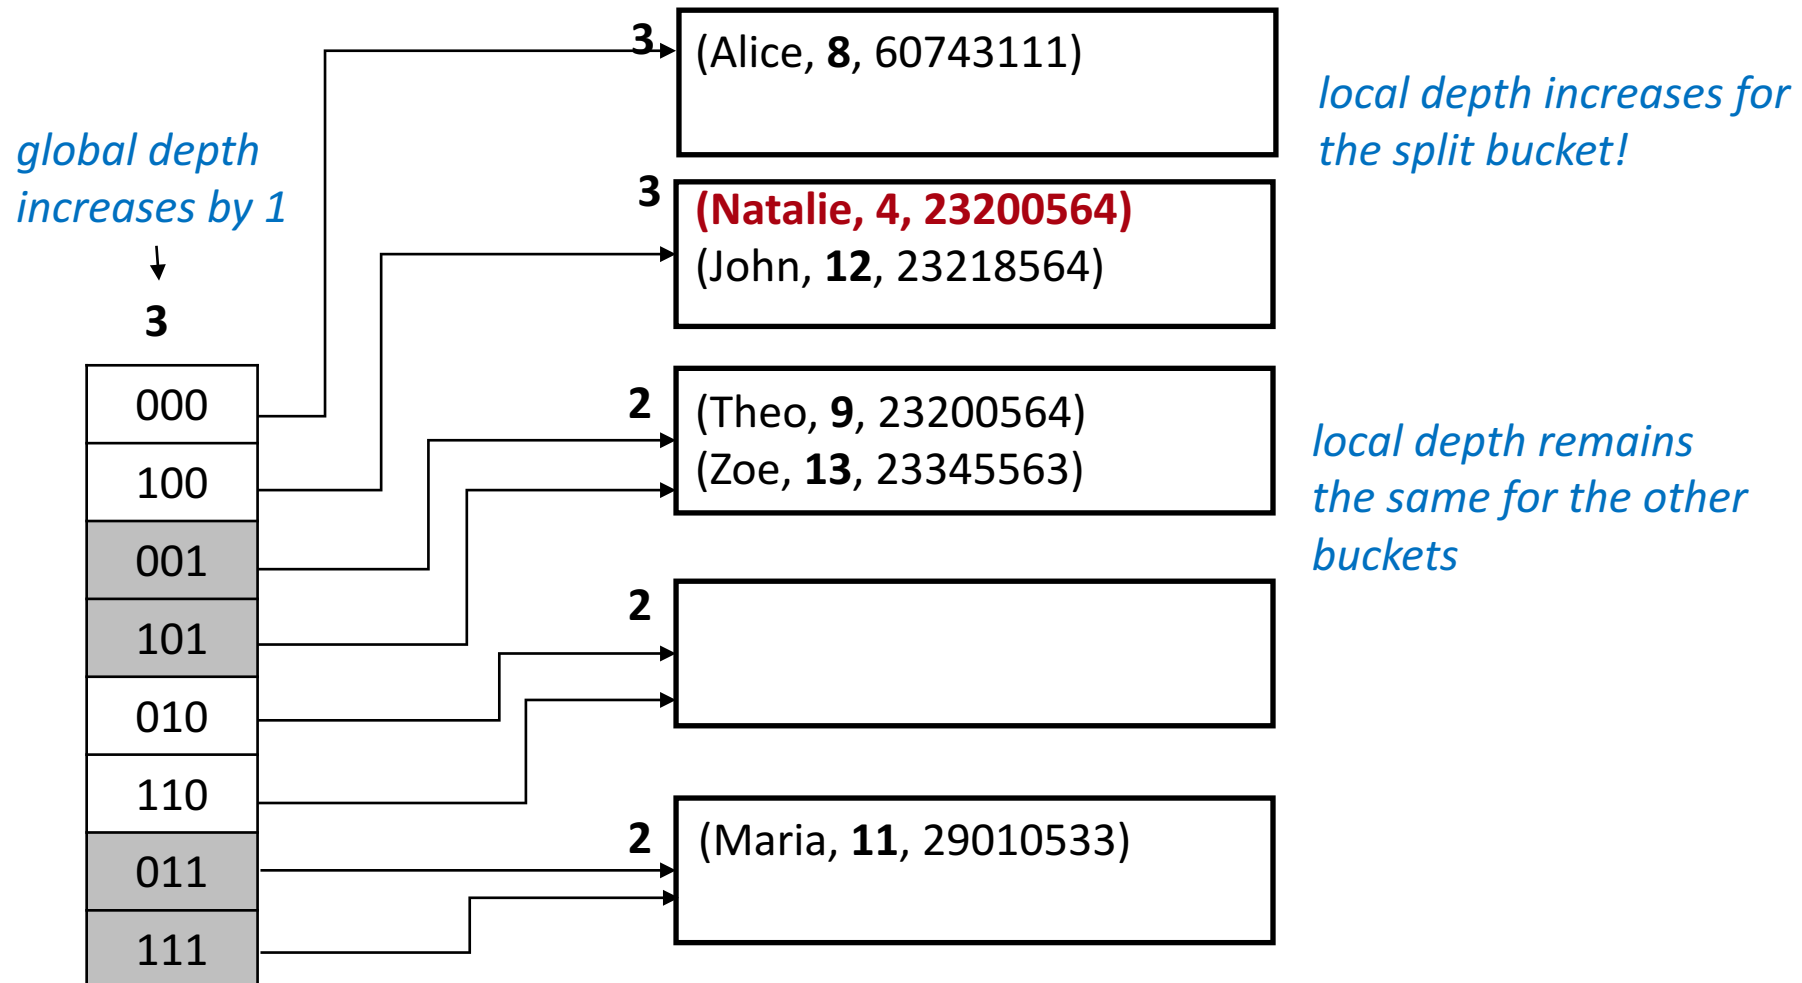 global depth
increases by 1
3
000
100
001
101
010
110
011
111
3
(Alice, 8, 60743111)
3
(Natalie, 4, 23200564)
(John, 12, 23218564)
2
(Theo, 9, 23200564)
(Zoe, 13, 23345563)
2
2
(Maria, 11, 29010533)
local depth increases for
the split bucket!
local depth remains
the same for the other
buckets